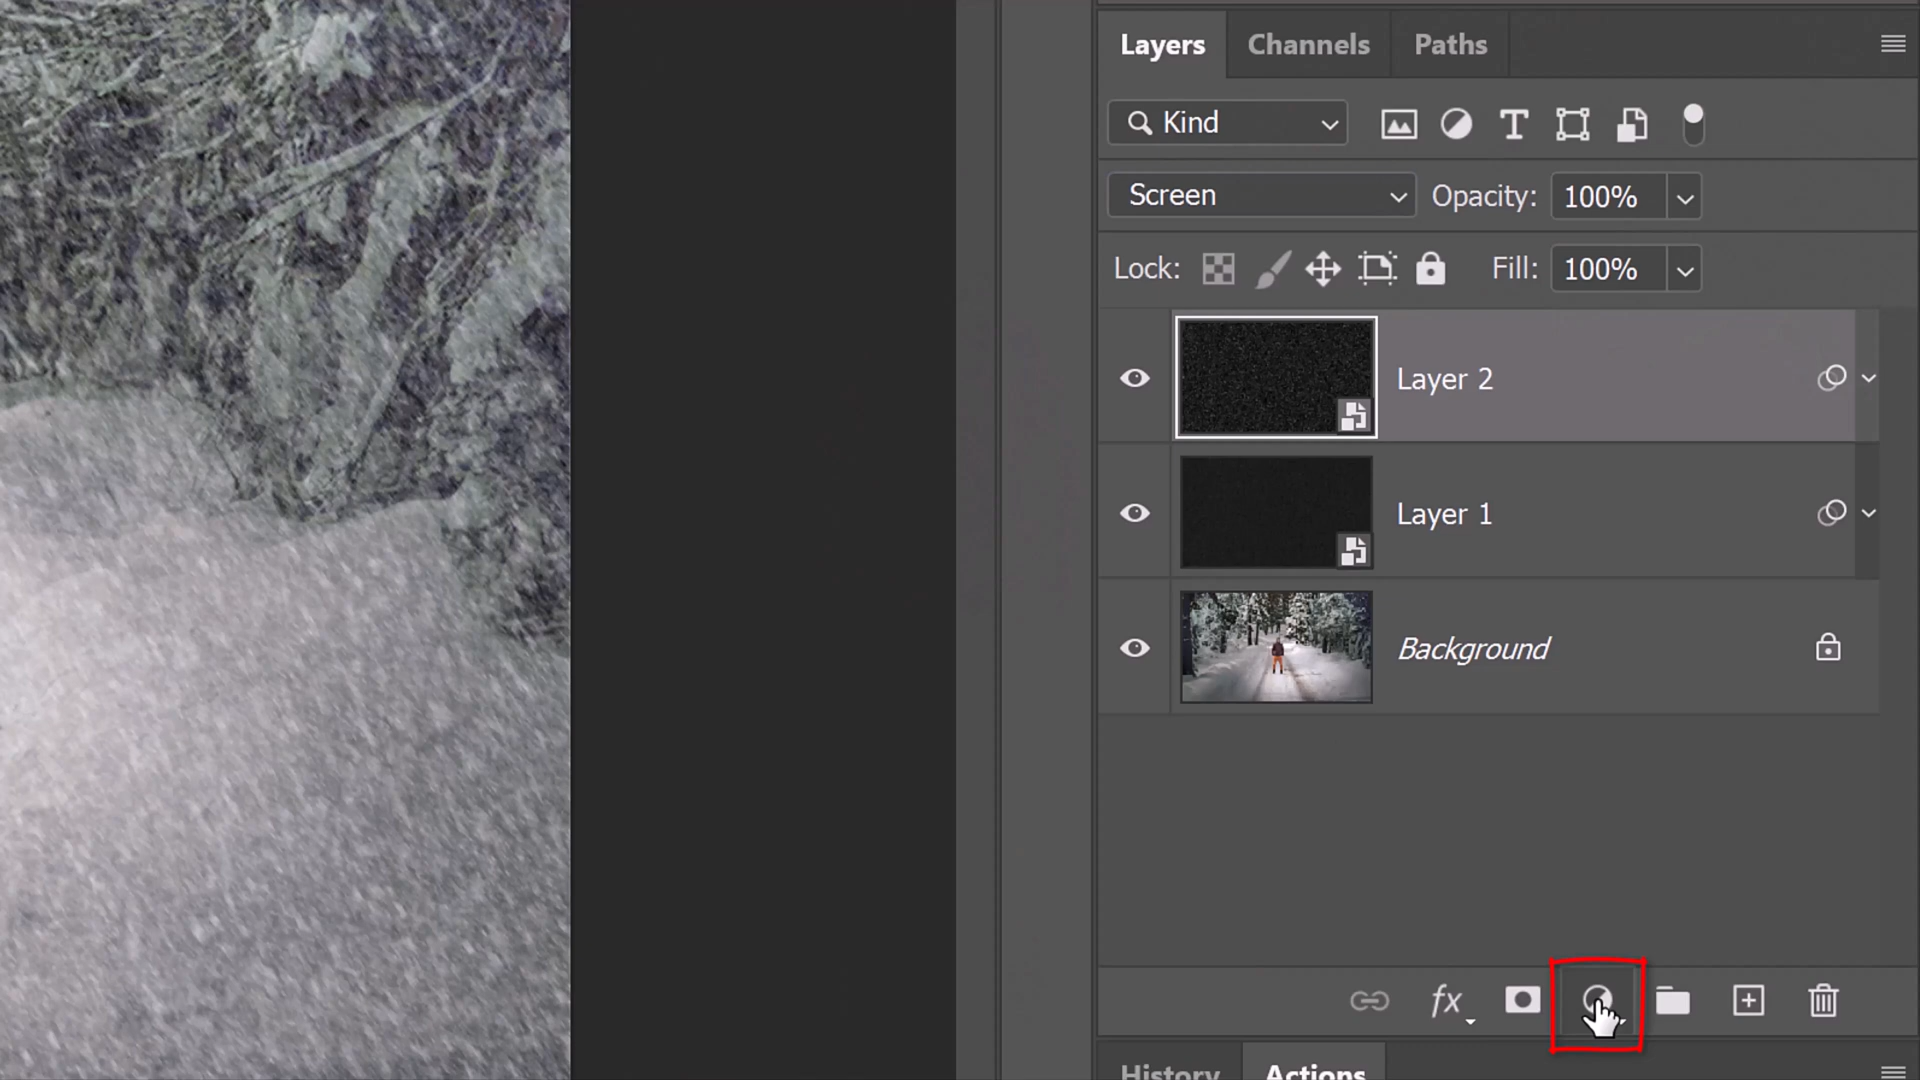 Layers Channels Paths
Kind
Screen Opacity: 100%
Lock: Fill: 100%
Layer 2
Layer 1
Background
fx
History Actions